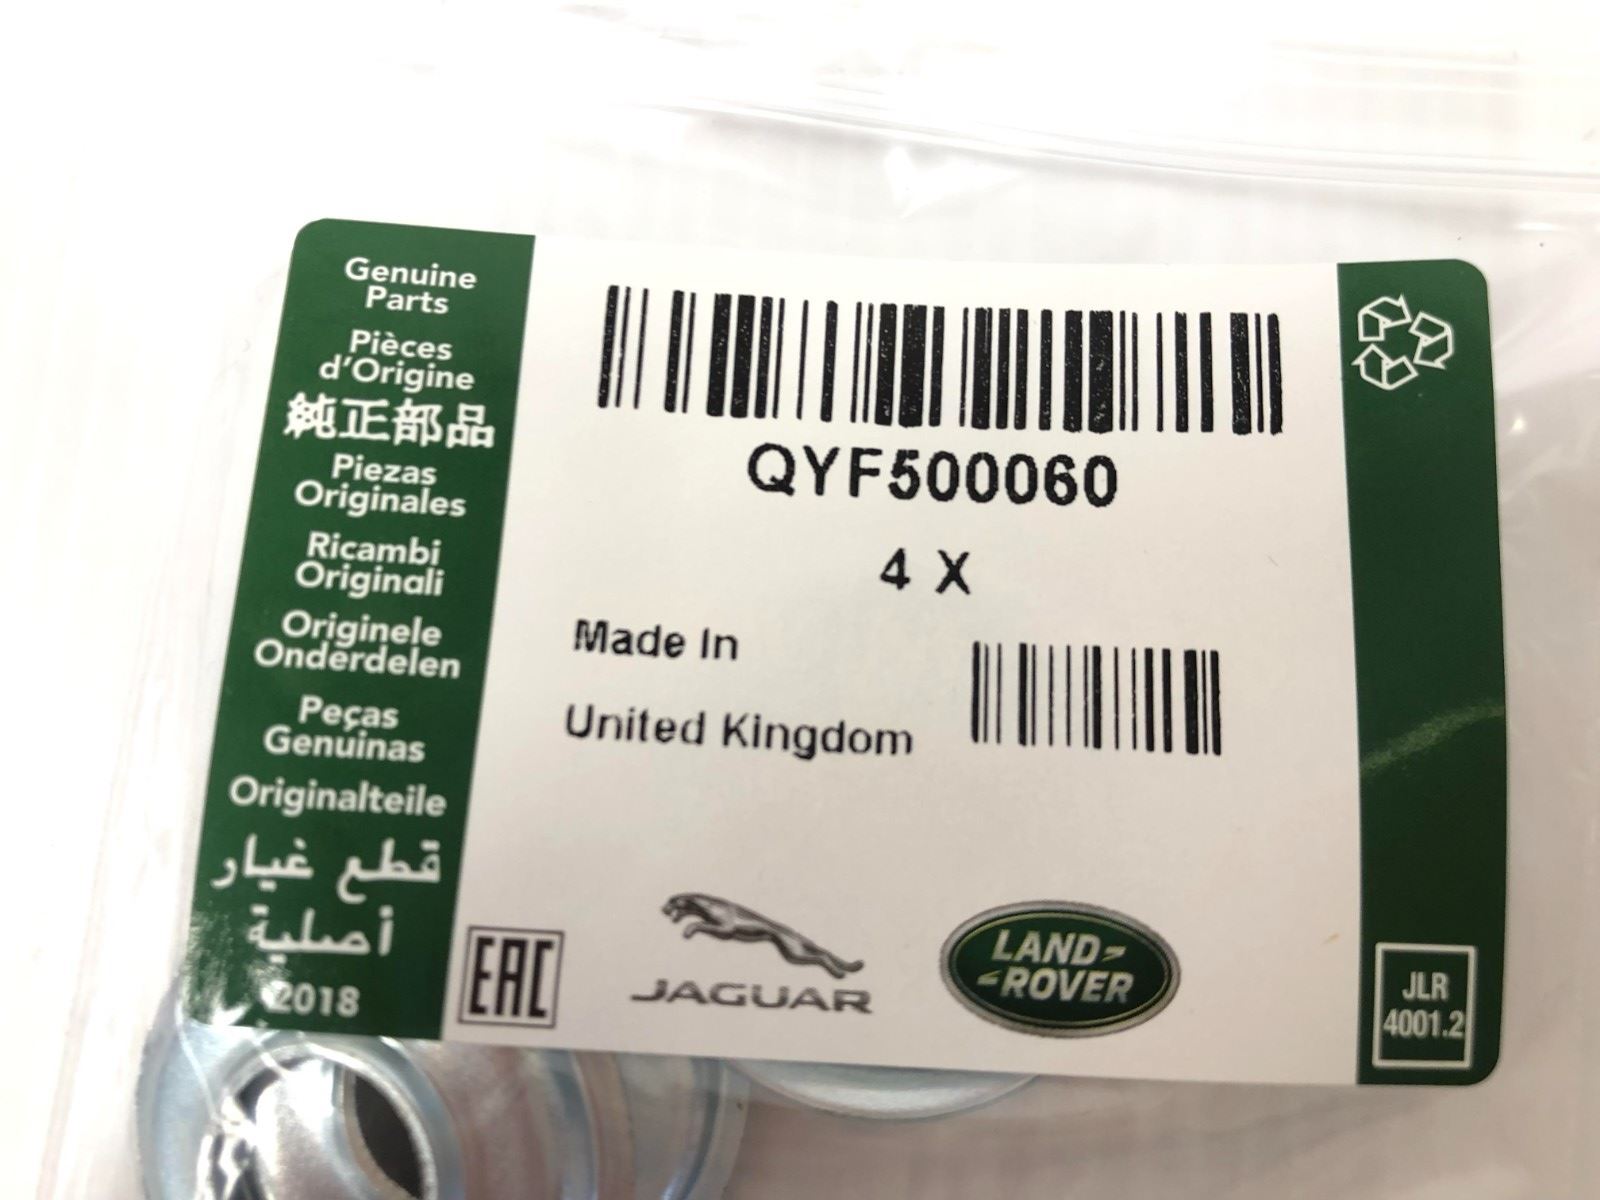 Genuine
Parts
Pièces
d'Origine
純正部品
Piezas
Originales
Ricambi
Originali
Originele
Onderdelen
Peças
Genuinas
Originalteile
قطع غيار
أصلية
2018
QYF500060
4 X
Made In
United Kingdom
EAC
JAGUAR
LAND-
-ROVER
JLR
4001.2